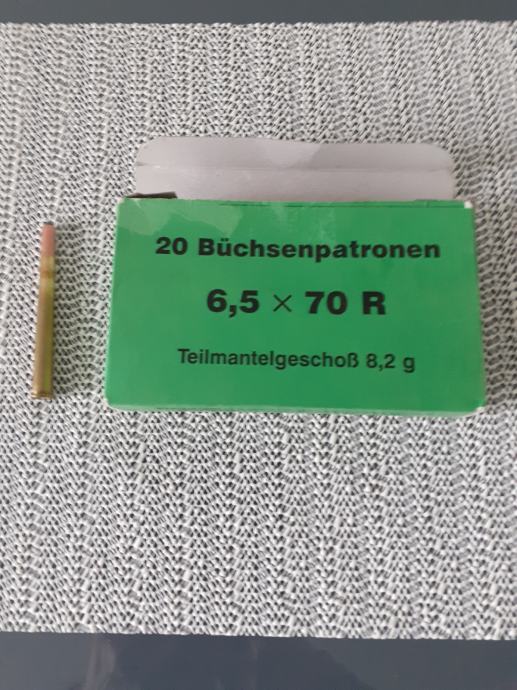 20 Büchsenpatronen
6,5 × 70 R
Teilmantelgeschoß 8,2 g